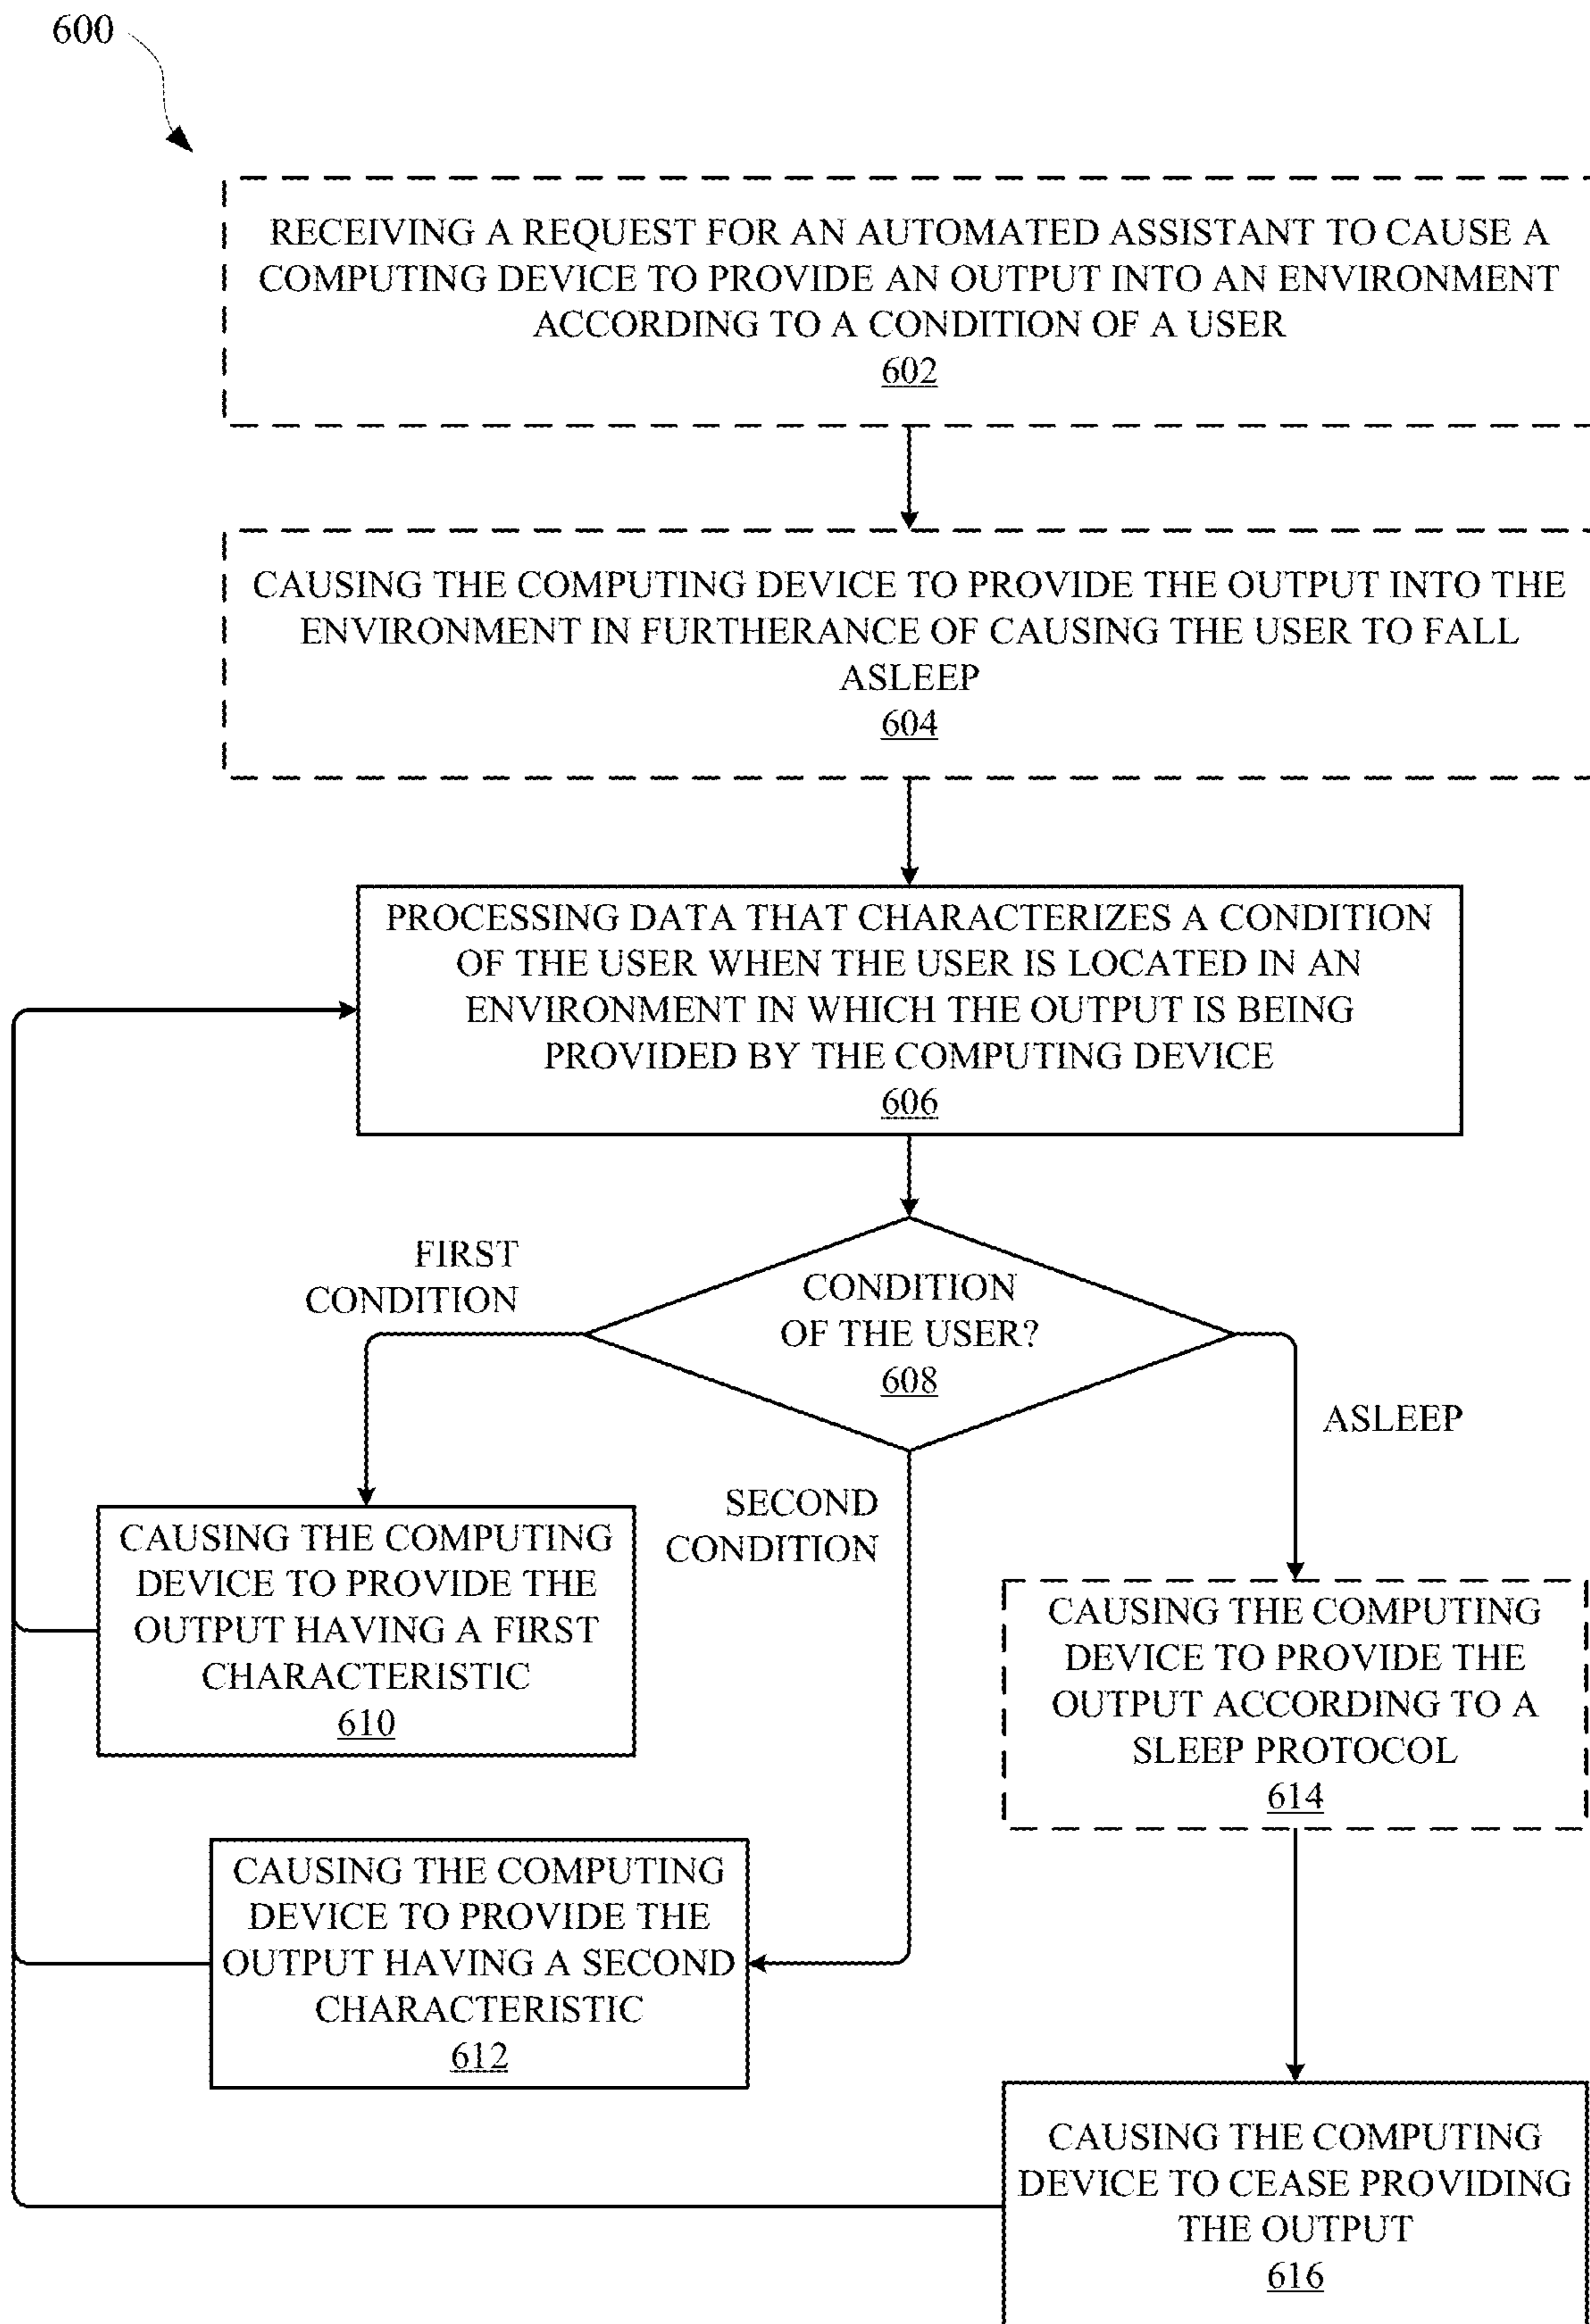 600
RECEIVING A REQUEST FOR AN AUTOMATED ASSISTANT TO CAUSE A
COMPUTING DEVICE TO PROVIDE AN OUTPUT INTO AN ENVIRONMENT
ACCORDING TO A CONDITION OF A USER
602
CAUSING THE COMPUTING DEVICE TO PROVIDE THE OUTPUT INTO THE
ENVIRONMENT IN FURTHERANCE OF CAUSING THE USER TO FALL
ASLEEP
604
PROCESSING DATA THAT CHARACTERIZES A CONDITION
OF THE USER WHEN THE USER IS LOCATED IN AN
ENVIRONMENT IN WHICH THE OUTPUT IS BEING
PROVIDED BY THE COMPUTING DEVICE
606
FIRST
CONDITION
CONDITION
OF THE USER?
608
ASLEEP
SECOND
CONDITION
CAUSING THE COMPUTING
DEVICE TO PROVIDE THE
OUTPUT HAVING A FIRST
CHARACTERISTIC
610
CAUSING THE COMPUTING
DEVICE TO PROVIDE THE
OUTPUT ACCORDING TO A
SLEEP PROTOCOL
614
CAUSING THE COMPUTING
DEVICE TO PROVIDE THE
OUTPUT HAVING A SECOND
CHARACTERISTIC
612
CAUSING THE COMPUTING
DEVICE TO CEASE PROVIDING
THE OUTPUT
616